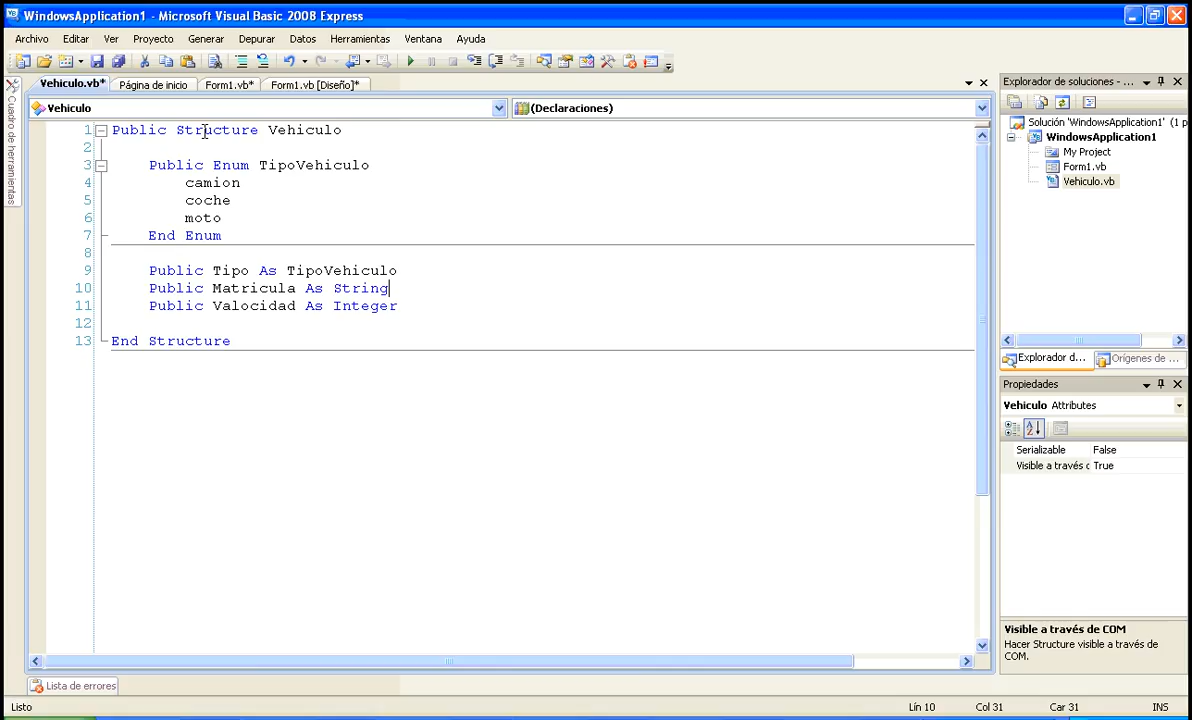 WindowsApplication1 - Microsoft Visual Basic 2008 Express
Archivo Editar Ver Proyecto Generar Depurar Datos Herramientas Ventana Ayuda
Vehiculo.vb* Página de inicio Form1.vb* Form1.vb [Diseño]*
Vehiculo (Declaraciones)
Cuadro de herramientas
1 Public Structure Vehiculo
2
3 Public Enum TipoVehiculo
4 camion
5 coche
6 moto
7 End Enum
8
9 Public Tipo As TipoVehiculo
10 Public Matricula As String
11 Public Valocidad As Integer
12
13 End Structure
Explorador de soluciones - ...
Solución 'WindowsApplication1' (1 p
WindowsApplication1
My Project
Form1.vb
Vehiculo.vb
Explorador d... Orígenes de ...
Propiedades
Vehiculo Attributes
Serializable False
Visible a través c True
Visible a través de COM
Hacer Structure visible a través de
COM.
Lista de errores
Listo Lín 10 Col 31 Car 31 INS